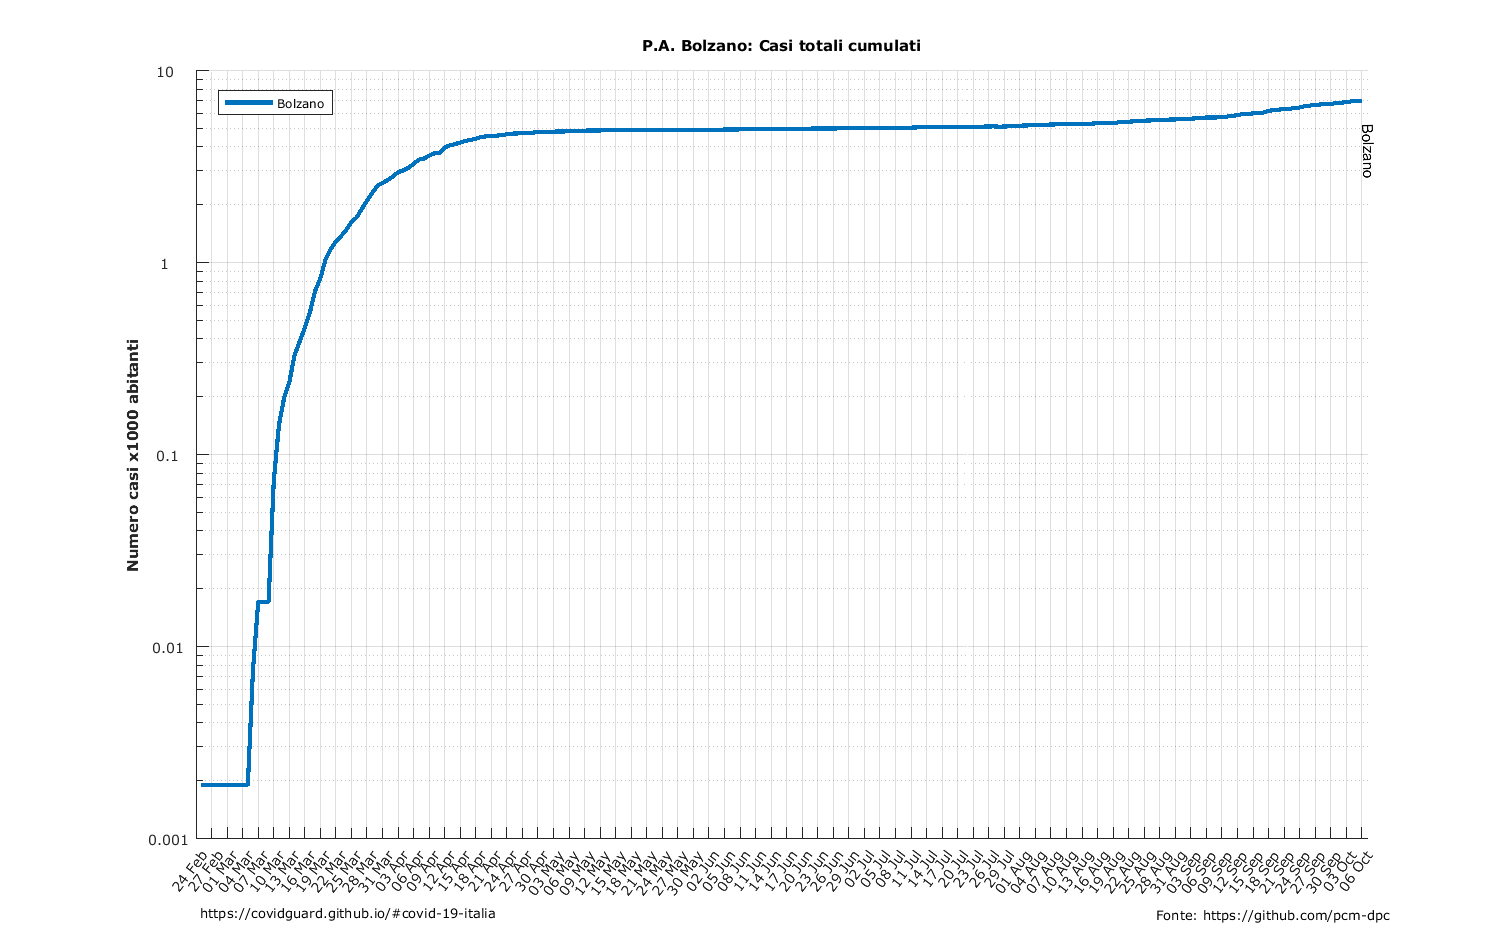 P.A. Bolzano: Casi totali cumulati
10
1
0.1
0.01
0.001
Numero casi x1000 abitanti
Bolzano
Bolzano
24 Feb
27 Feb
01 Mar
04 Mar
07 Mar
10 Mar
13 Mar
16 Mar
19 Mar
22 Mar
25 Mar
28 Mar
31 Mar
03 Apr
06 Apr
09 Apr
12 Apr
15 Apr
18 Apr
21 Apr
24 Apr
27 Apr
30 Apr
03 May
06 May
09 May
12 May
15 May
18 May
21 May
24 May
27 May
30 May
02 Jun
05 Jun
08 Jun
11 Jun
14 Jun
17 Jun
20 Jun
23 Jun
26 Jun
29 Jun
02 Jul
05 Jul
08 Jul
11 Jul
14 Jul
17 Jul
20 Jul
23 Jul
26 Jul
29 Jul
01 Aug
04 Aug
07 Aug
10 Aug
13 Aug
16 Aug
19 Aug
22 Aug
25 Aug
28 Aug
31 Aug
03 Sep
06 Sep
09 Sep
12 Sep
15 Sep
18 Sep
21 Sep
24 Sep
27 Sep
30 Sep
03 Oct
06 Oct
https://covidguard.github.io/#covid-19-italia
Fonte: https://github.com/pcm-dpc